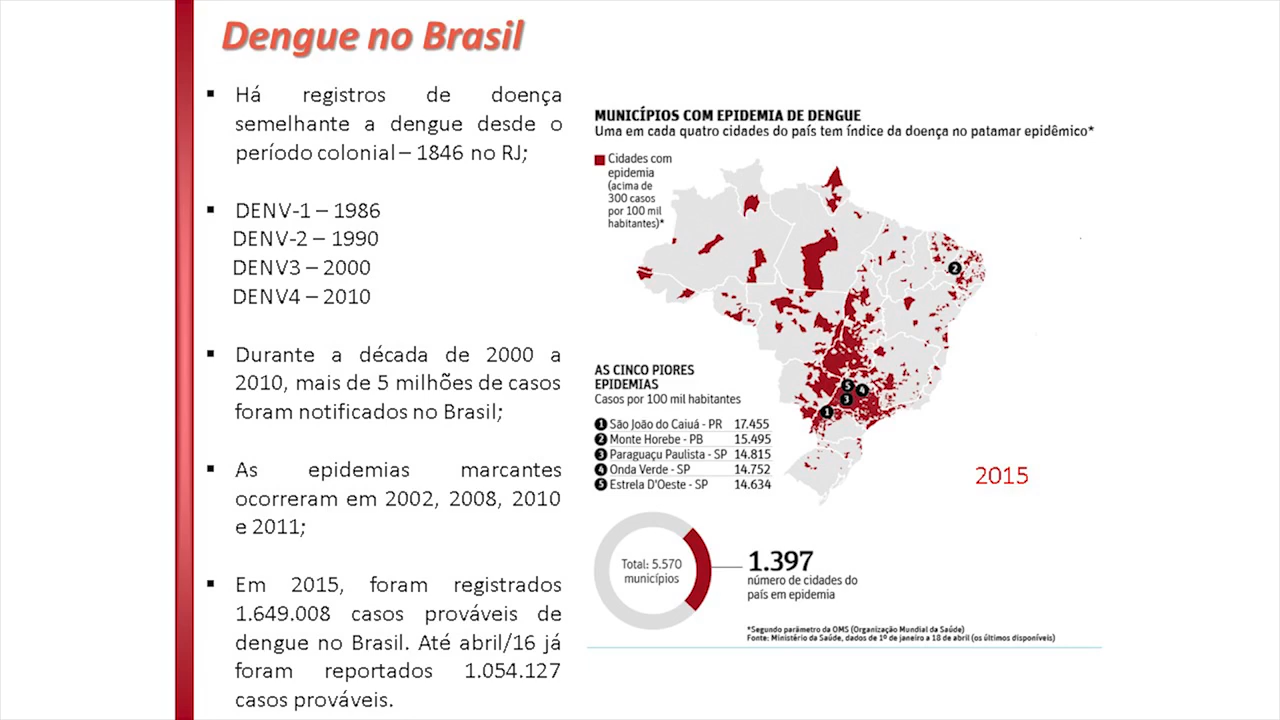 Dengue no Brasil
▪ Há registros de doença
semelhante a dengue desde o
período colonial – 1846 no RJ;
▪ DENV-1 – 1986
DENV-2 – 1990
DENV3 – 2000
DENV4 – 2010
▪ Durante a década de 2000 a
2010, mais de 5 milhões de casos
foram notificados no Brasil;
▪ As epidemias marcantes
ocorreram em 2002, 2008, 2010
e 2011;
▪ Em 2015, foram registrados
1.649.008 casos prováveis de
dengue no Brasil. Até abril/16 já
foram reportados 1.054.127
casos prováveis.
MUNICÍPIOS COM EPIDEMIA DE DENGUE
Uma em cada quatro cidades do país tem índice da doença no patamar epidêmico*
Cidades com
epidemia
(acima de
300 casos
por 100 mil
habitantes)*
2
5
4
3
1
AS CINCO PIORES
EPIDEMIAS
Casos por 100 mil habitantes
1 São João do Caiuá - PR 17.455
2 Monte Horebe - PB 15.495
3 Paraguaçu Paulista - SP 14.815
4 Onda Verde - SP 14.752
5 Estrela D'Oeste - SP 14.634
2015
Total: 5.570
municípios
1.397
número de cidades do
país em epidemia
*Segundo parâmetro da OMS (Organização Mundial da Saúde)
Fonte: Ministério da Saúde, dados de 1º de janeiro a 18 de abril (os últimos disponíveis)